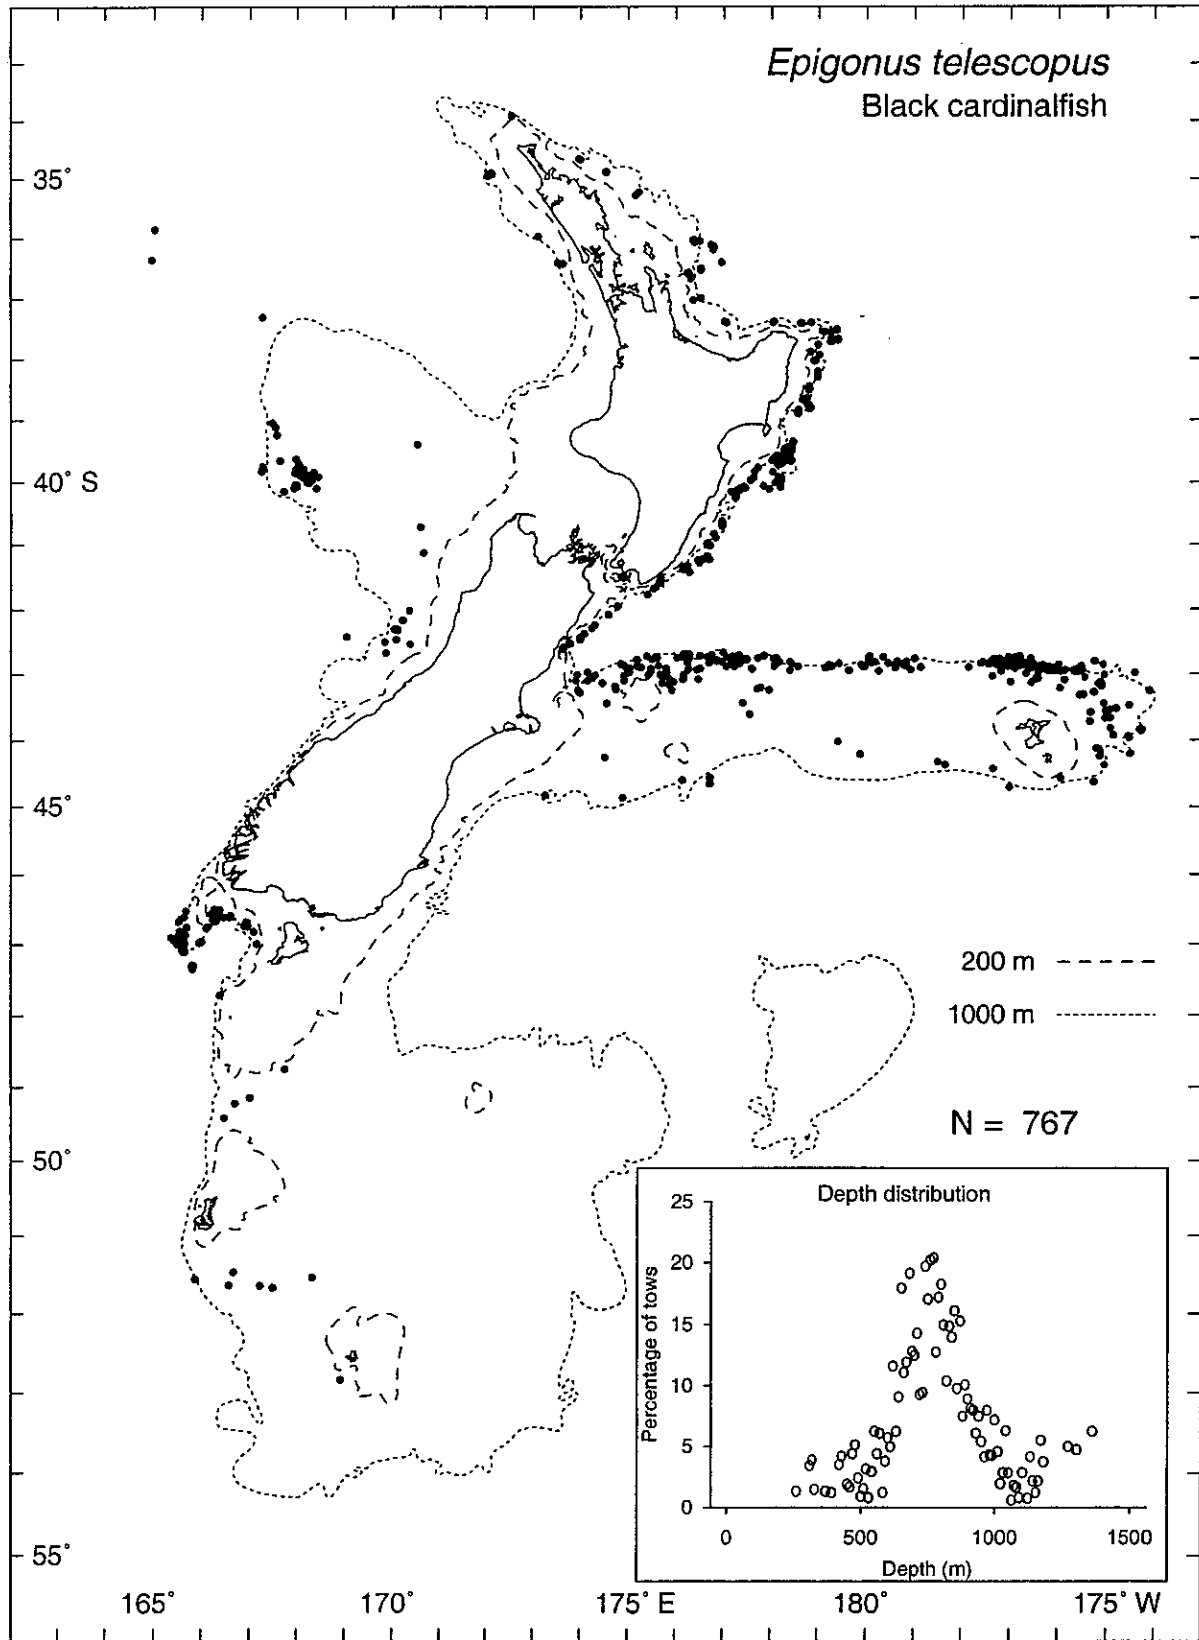 Epigonus telescopus
Black cardinalfish
35°
40° S
45°
50°
55°
200 m
1000 m
N = 767
Depth distribution
Percentage of tows
25
20
15
10
5
0
0 500 1000 1500
Depth (m)
165° 170° 175° E 180° 175° W